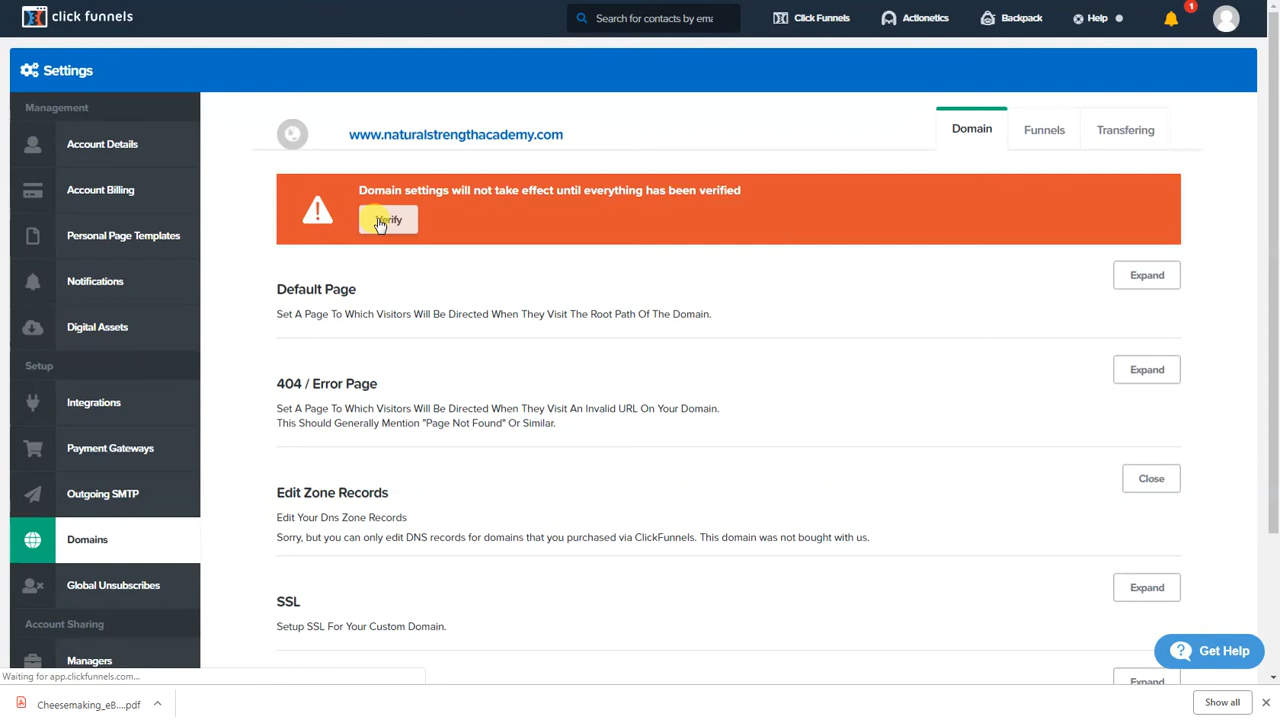 click funnels
Search for contacts by ema
Click Funnels
Actionetics
Backpack
Help
1
Settings
Management
Account Details
Account Billing
Personal Page Templates
Notifications
Digital Assets
Setup
Integrations
Payment Gateways
Outgoing SMTP
Domains
Global Unsubscribes
Account Sharing
Managers
www.naturalstrengthacademy.com
Domain
Funnels
Transfering
Domain settings will not take effect until everything has been verified
Verify
Default Page
Expand
Set A Page To Which Visitors Will Be Directed When They Visit The Root Path Of The Domain.
404 / Error Page
Expand
Set A Page To Which Visitors Will Be Directed When They Visit An Invalid URL On Your Domain.
This Should Generally Mention "Page Not Found" Or Similar.
Edit Zone Records
Close
Edit Your Dns Zone Records
Sorry, but you can only edit DNS records for domains that you purchased via ClickFunnels. This domain was not bought with us.
SSL
Expand
Setup SSL For Your Custom Domain.
Get Help
Expand
Waiting for app.clickfunnels.com...
Cheesemaking_eB....pdf
Show all